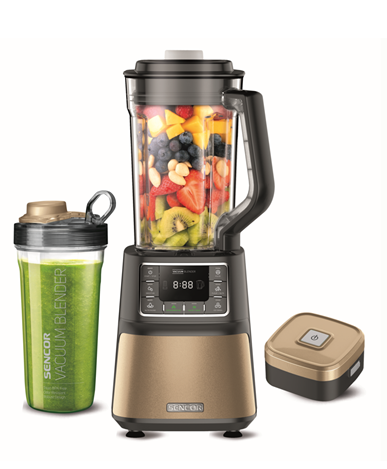 SENCOR
VACUUM BLENDER
8:88
SENCOR